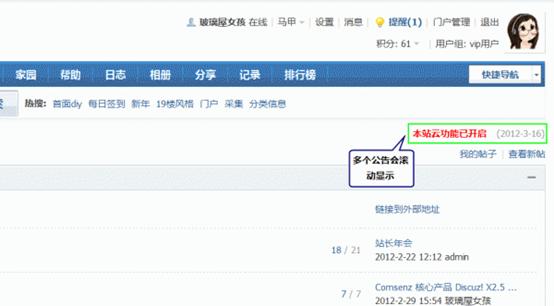 玻璃屋女孩 在线 | 马甲 | 设置 | 消息 | 提醒(1) | 门户管理 | 退出
积分: 61 | 用户组: vip用户
家园 帮助 日志 相册 分享 记录 排行榜 快捷导航
热搜: 首面diy 每日签到 新年 19楼风格 门户 采集 分类信息
本站云功能已开启 (2012-3-16)
多个公告会滚
动显示
我的帖子 | 查看新帖
链接到外部地址
18 / 21 站长年会
2012-2-22 12:12 admin
7 / 7 Comsenz 核心产品 Discuz! X2.5 ...
2012-2-29 15:54 玻璃屋女孩